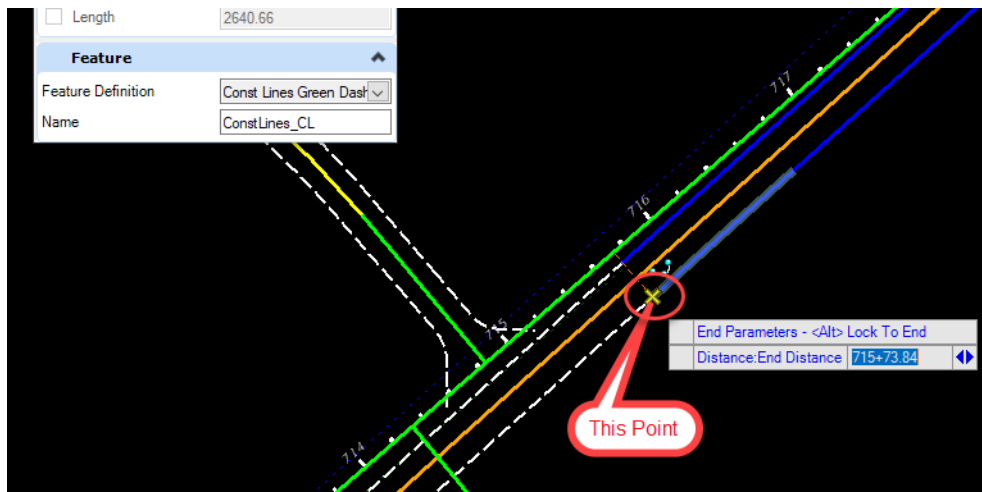 Length 2640.66
Feature
Feature Definition Const Lines Green Dash
Name ConstLines_CL
717
716
715
End Parameters - <Alt> Lock To End
Distance:End Distance 715+73.84
This Point
714